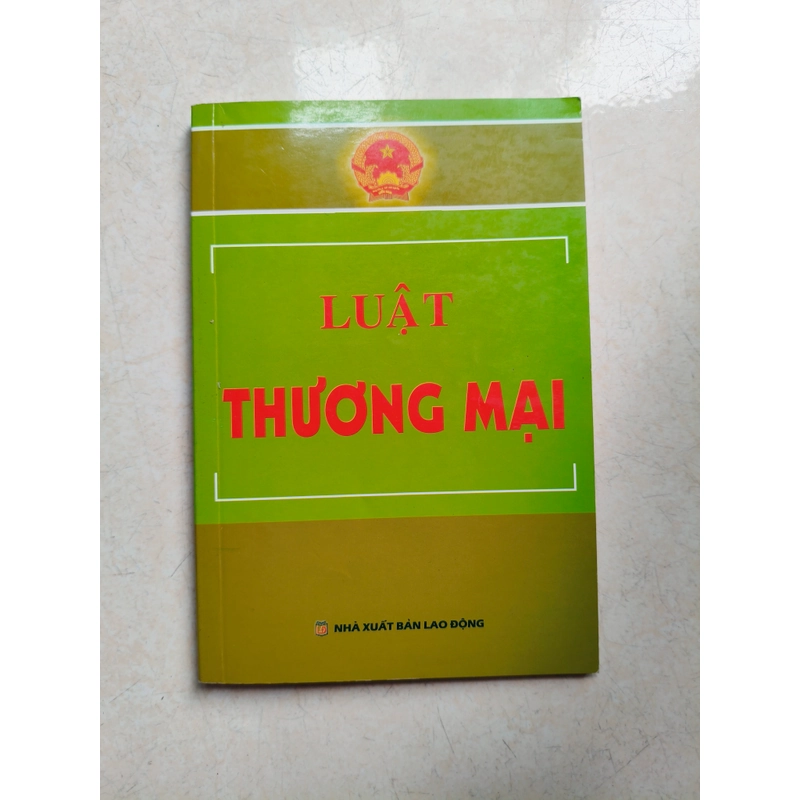 LUẬT
THƯƠNG MẠI
NHÀ XUẤT BẢN LAO ĐỘNG